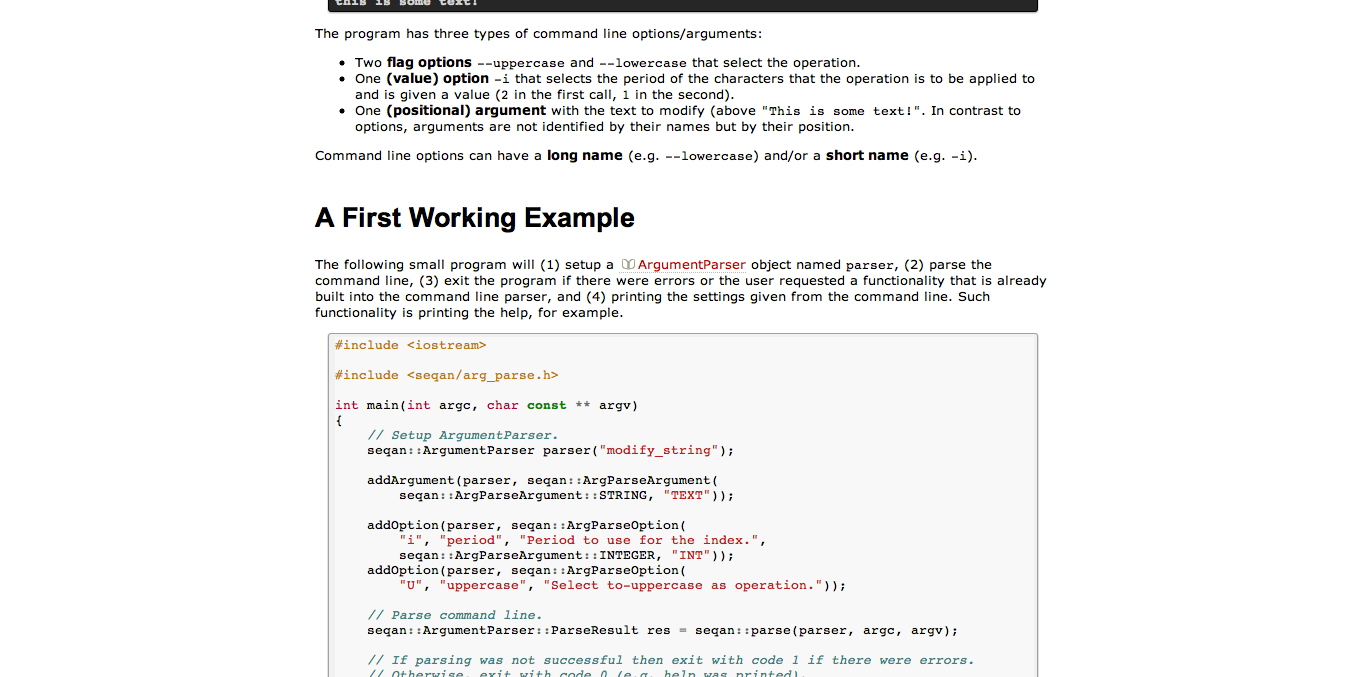 this is some text!
The program has three types of command line options/arguments:
• Two flag options --uppercase and --lowercase that select the operation.
• One (value) option -i that selects the period of the characters that the operation is to be applied to
and is given a value (2 in the first call, 1 in the second).
• One (positional) argument with the text to modify (above "This is some text!". In contrast to
options, arguments are not identified by their names but by their position.
Command line options can have a long name (e.g. --lowercase) and/or a short name (e.g. -i).
A First Working Example
The following small program will (1) setup a ArgumentParser object named parser, (2) parse the
command line, (3) exit the program if there were errors or the user requested a functionality that is already
built into the command line parser, and (4) printing the settings given from the command line. Such
functionality is printing the help, for example.
#include <iostream>
#include <seqan/arg_parse.h>
int main(int argc, char const ** argv)
{
    // Setup ArgumentParser.
    seqan::ArgumentParser parser("modify_string");
    addArgument(parser, seqan::ArgParseArgument(
        seqan::ArgParseArgument::STRING, "TEXT"));
    addOption(parser, seqan::ArgParseOption(
        "i", "period", "Period to use for the index.",
        seqan::ArgParseArgument::INTEGER, "INT"));
    addOption(parser, seqan::ArgParseOption(
        "U", "uppercase", "Select to-uppercase as operation."));
    // Parse command line.
    seqan::ArgumentParser::ParseResult res = seqan::parse(parser, argc, argv);
    // If parsing was not successful then exit with code 1 if there were errors.
    // Otherwise, exit with code 0 (e.g. help was printed).